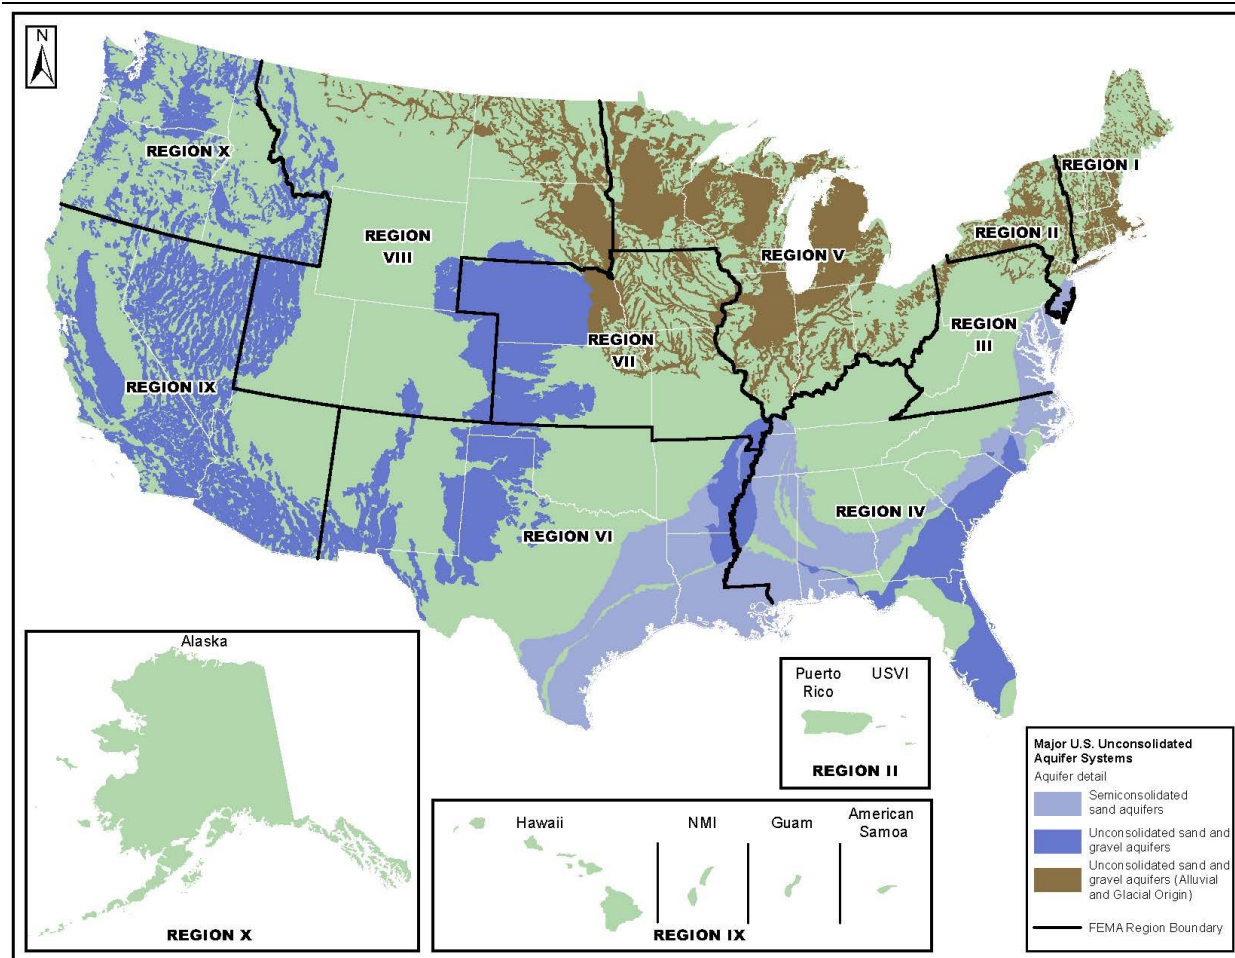 N
REGION X
REGION I
REGION
VIII
REGION II
REGION V
REGION
III
REGION
VII
REGION IX
REGION IV
REGION VI
Alaska
REGION X
Puerto
Rico
USVI
REGION II
Hawaii
NMI
Guam
American
Samoa
REGION IX
Major U.S. Unconsolidated
Aquifer Systems
Aquifer detail
Semiconsolidated
sand aquifers
Unconsolidated sand and
gravel aquifers
Unconsolidated sand and
gravel aquifers (Alluvial
and Glacial Origin)
FEMA Region Boundary